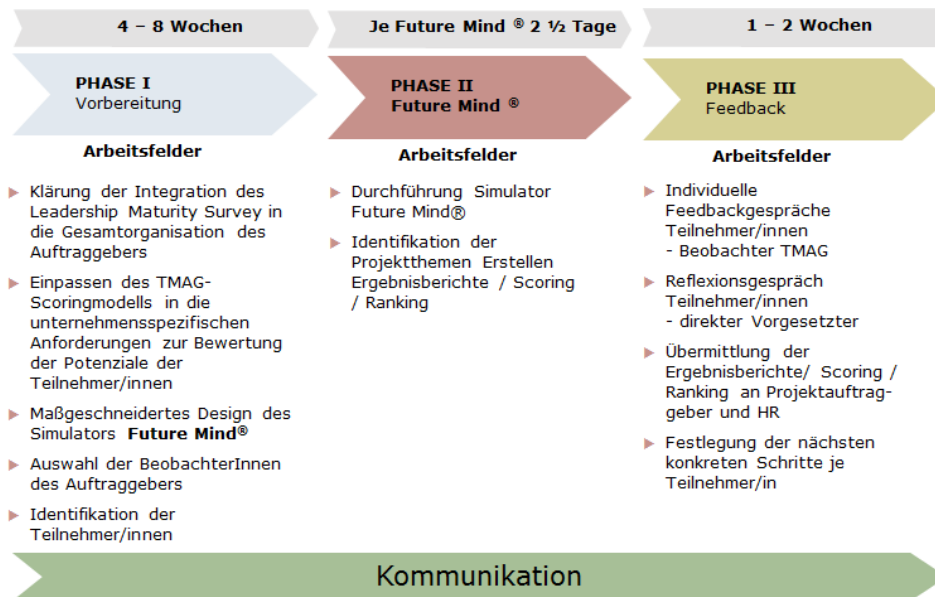 4 – 8 Wochen
Je Future Mind ® 2 ½ Tage
1 – 2 Wochen
PHASE I
Vorbereitung
PHASE II
Future Mind ®
PHASE III
Feedback
Arbeitsfelder
Klärung der Integration des
Leadership Maturity Survey in
die Gesamtorganisation des
Auftraggebers
Einpassen des TMAG-
Scoringmodells in die
unternehmensspezifischen
Anforderungen zur Bewertung
der Potenziale der
Teilnehmer/innen
Maßgeschneidertes Design des
Simulators Future Mind®
Auswahl der BeobachterInnen
des Auftraggebers
Identifikation der
Teilnehmer/innen
Arbeitsfelder
Durchführung Simulator
Future Mind®
Identifikation der
Projektthemen Erstellen
Ergebnisberichte / Scoring
/ Ranking
Arbeitsfelder
Individuelle
Feedbackgespräche
Teilnehmer/innen
- Beobachter TMAG
Reflexionsgespräch
Teilnehmer/innen
- direkter Vorgesetzter
Übermittlung der
Ergebnisberichte/ Scoring /
Ranking an Projektauftrag-
geber und HR
Festlegung der nächsten
konkreten Schritte je
Teilnehmer/in
Kommunikation